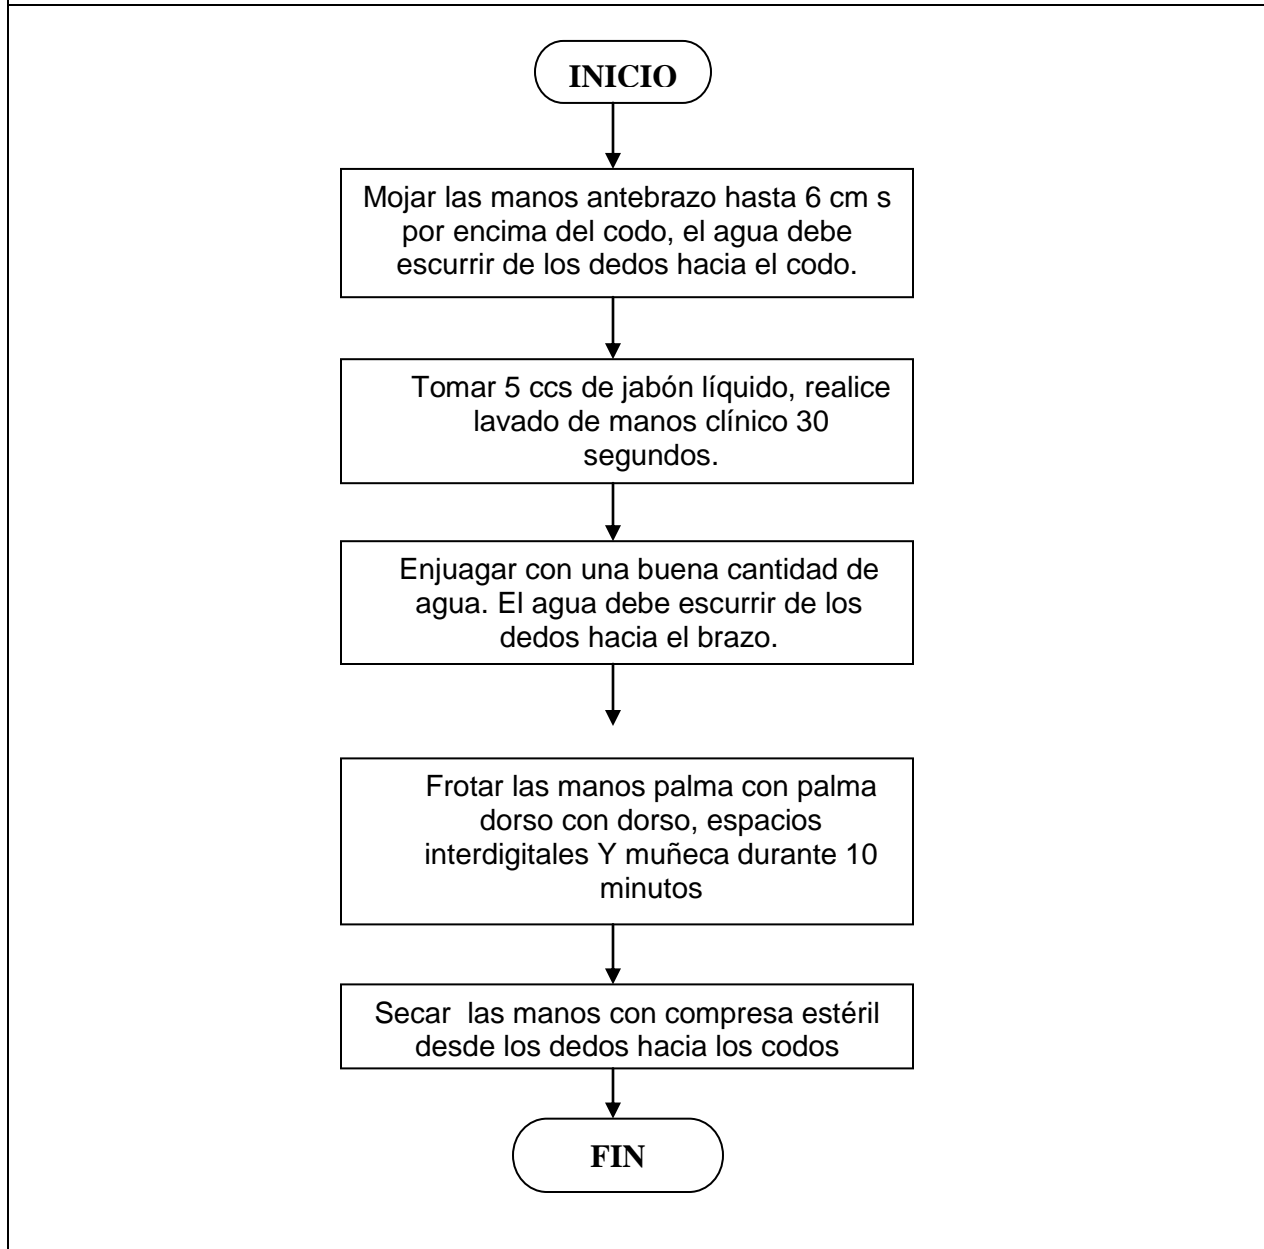 INICIO
Mojar las manos antebrazo hasta 6 cm s
por encima del codo, el agua debe
escurrir de los dedos hacia el codo.
Tomar 5 ccs de jabón líquido, realice
lavado de manos clínico 30
segundos.
Enjuagar con una buena cantidad de
agua. El agua debe escurrir de los
dedos hacia el brazo.
Frotar las manos palma con palma
dorso con dorso, espacios
interdigitales Y muñeca durante 10
minutos
Secar  las manos con compresa estéril
desde los dedos hacia los codos
FIN